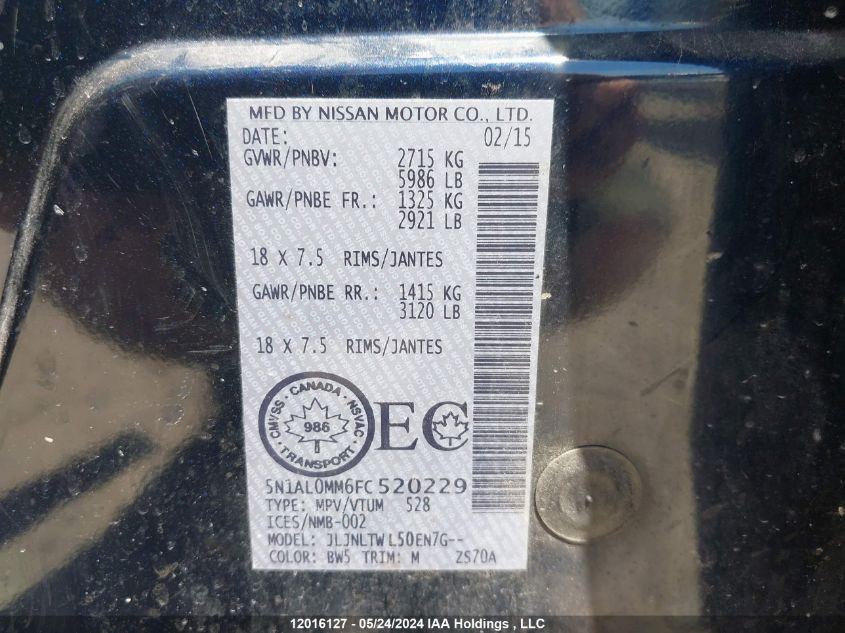 MFD BY NISSAN MOTOR CO., LTD.
DATE: 02/15
GVWR/PNBV: 2715 KG
5986 LB
GAWR/PNBE FR.: 1325 KG
2921 LB
18 X 7.5 RIMS/JANTES
GAWR/PNBE RR.: 1415 KG
3120 LB
18 X 7.5 RIMS/JANTES
CMVSS • CANADA • NSVAC • TRANSPORT •
986
EC
5N1AL0MM6FC520229
TYPE: MPV/VTUM 528
ICES/NMB-002
MODEL: JLJNLTWL50EN7G--
COLOR: BW5 TRIM: M ZS70A
12016127 - 05/24/2024 IAA Holdings , LLC